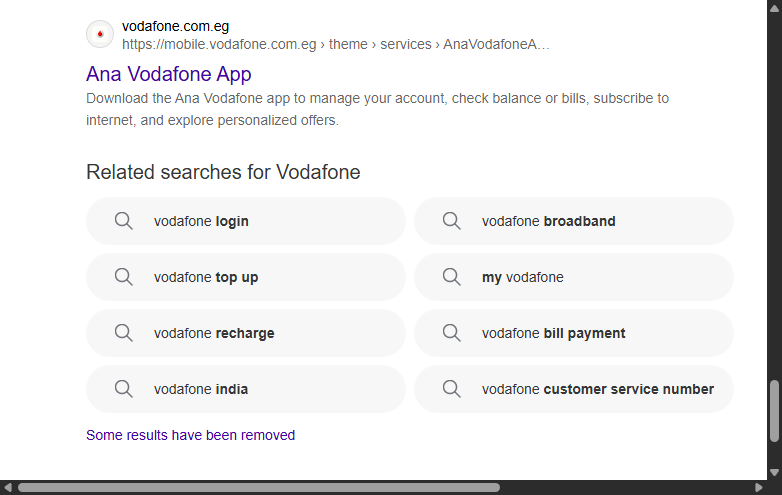 vodafone.com.eg
https://mobile.vodafone.com.eg › theme › services › AnaVodafoneA…
Ana Vodafone App
Download the Ana Vodafone app to manage your account, check balance or bills, subscribe to
internet, and explore personalized offers.
Related searches for Vodafone
vodafone login
vodafone broadband
vodafone top up
my vodafone
vodafone recharge
vodafone bill payment
vodafone india
vodafone customer service number
Some results have been removed